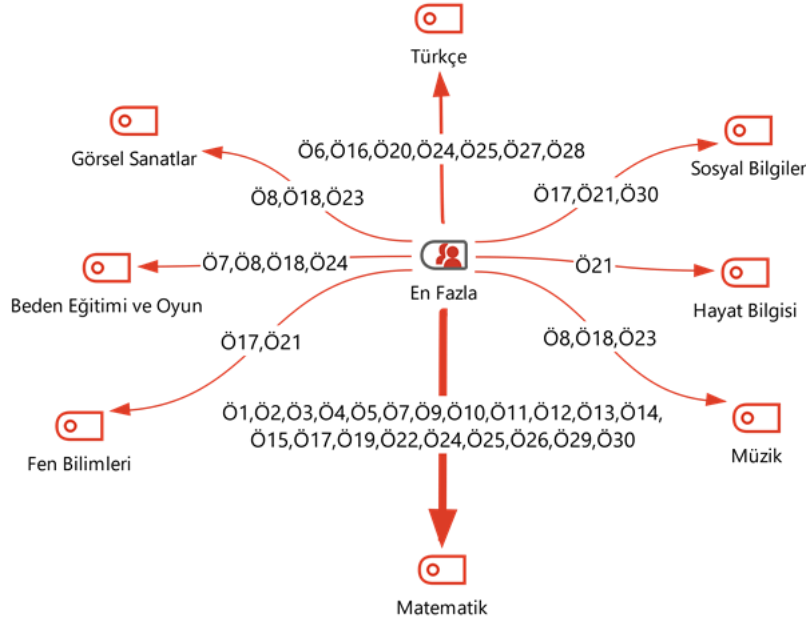 Türkçe
Görsel Sanatlar
Ö6,Ö16,Ö20,Ö24,Ö25,Ö27,Ö28
Sosyal Bilgiler
Ö8,Ö18,Ö23
Ö17,Ö21,Ö30
Beden Eğitimi ve Oyun
Ö7,Ö8,Ö18,Ö24
En Fazla
Ö21
Hayat Bilgisi
Ö17,Ö21
Ö8,Ö18,Ö23
Fen Bilimleri
Ö1,Ö2,Ö3,Ö4,Ö5,Ö7,Ö9,Ö10,Ö11,Ö12,Ö13,Ö14,
Ö15,Ö17,Ö19,Ö22,Ö24,Ö25,Ö26,Ö29,Ö30
Müzik
Matematik